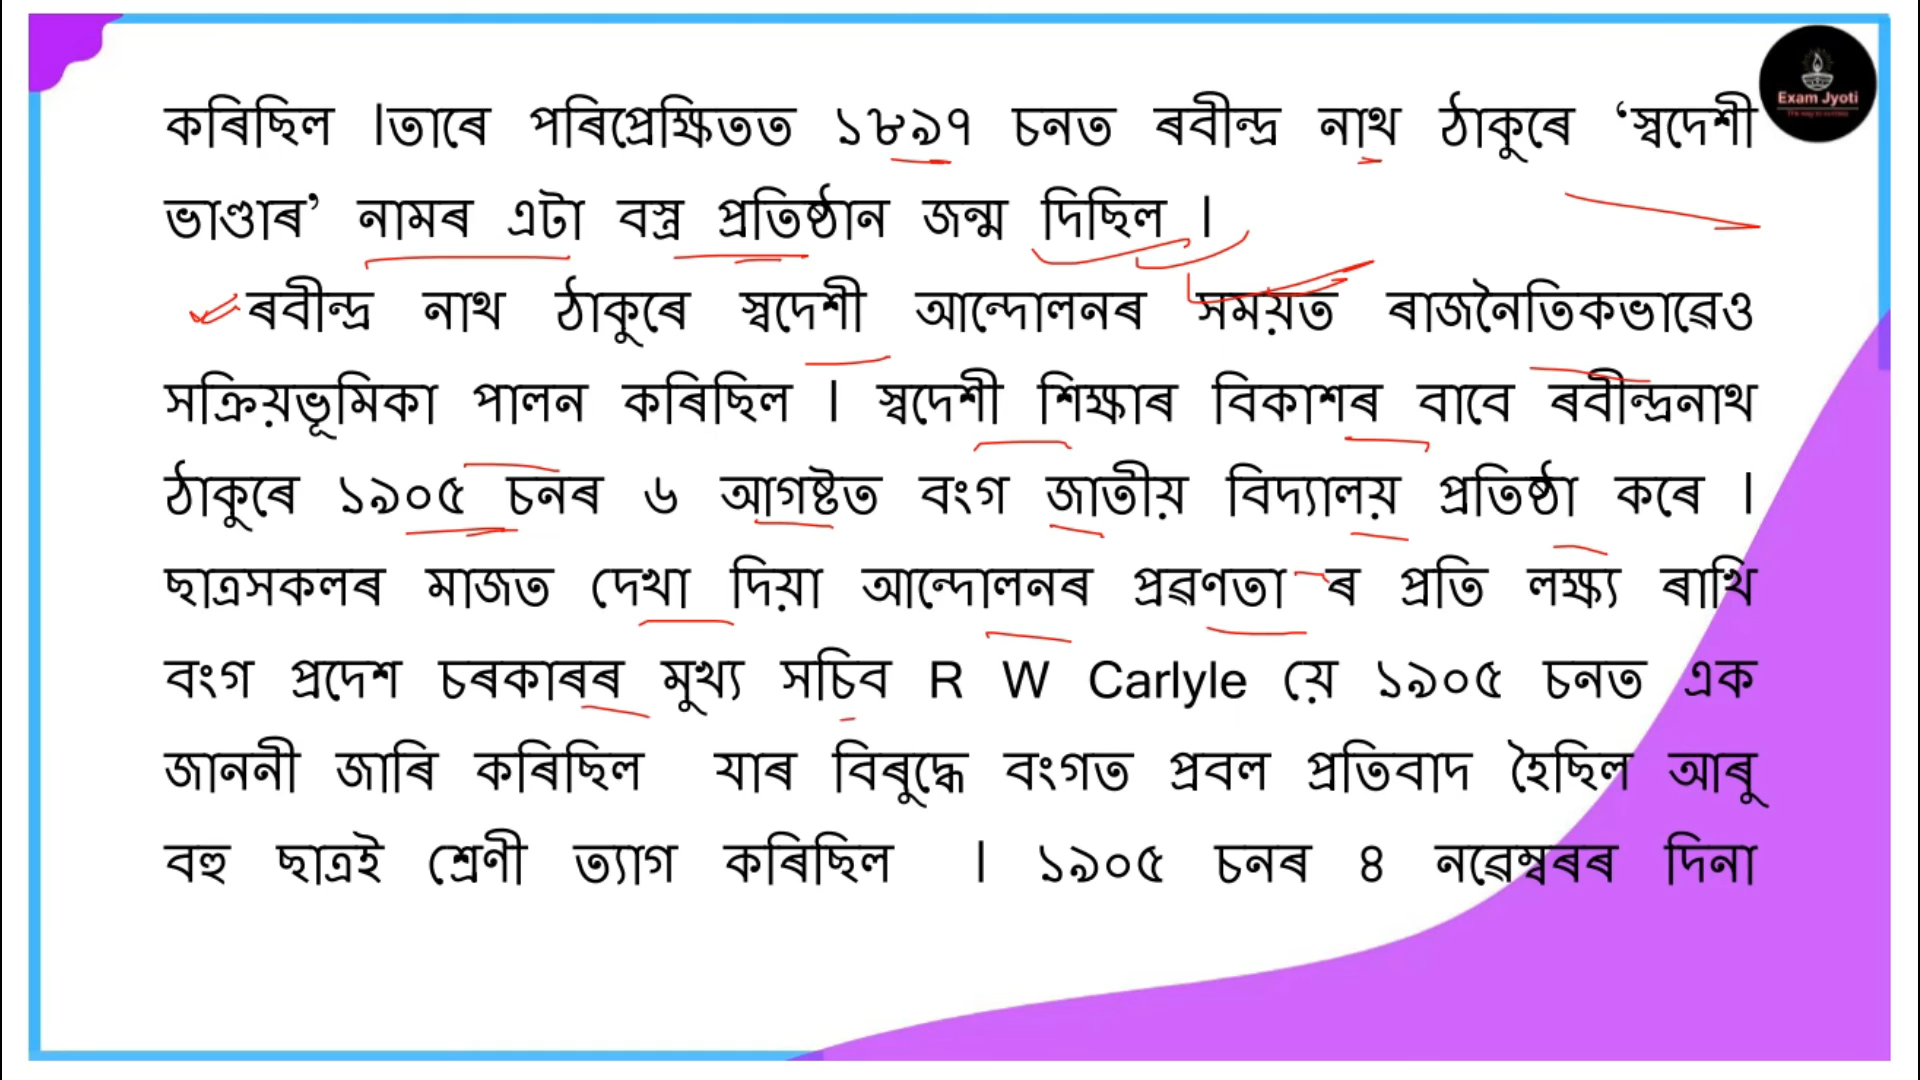 কৰিছিল ।তাৰে পৰিপ্ৰেক্ষিতত ১৮৯৭ চনত ৰবীন্দ্ৰ নাথ ঠাকুৰে ‘স্বদেশী
ভাণ্ডাৰ’ নামৰ এটা বস্ত্ৰ প্ৰতিষ্ঠান জন্ম দিছিল ।
ৰবীন্দ্ৰ নাথ ঠাকুৰে স্বদেশী আন্দোলনৰ সময়ত ৰাজনৈতিকভাৱেও
সক্ৰিয়ভূমিকা পালন কৰিছিল । স্বদেশী শিক্ষাৰ বিকাশৰ বাবে ৰবীন্দ্ৰনাথ
ঠাকুৰে ১৯০৫ চনৰ ৬ আগষ্টত বংগ জাতীয় বিদ্যালয় প্ৰতিষ্ঠা কৰে ।
ছাত্ৰসকলৰ মাজত দেখা দিয়া আন্দোলনৰ প্ৰৱণতা ৰ প্ৰতি লক্ষ্য ৰাখি
বংগ প্ৰদেশ চৰকাৰৰ মুখ্য সচিব R W Carlyle য়ে ১৯০৫ চনত এক
জাননী জাৰি কৰিছিল যাৰ বিৰুদ্ধে বংগত প্ৰবল প্ৰতিবাদ হৈছিল আৰু
বহু ছাত্ৰই শ্ৰেণী ত্যাগ কৰিছিল । ১৯০৫ চনৰ ৪ নৱেম্বৰৰ দিনা
Exam Jyoti